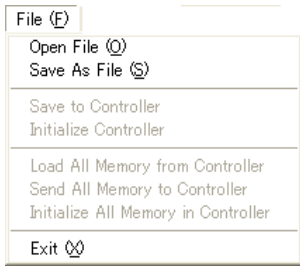 File (F)
Open File (O)
Save As File (S)
Save to Controller
Initialize Controller
Load All Memory from Controller
Send All Memory to Controller
Initialize All Memory in Controller
Exit (X)